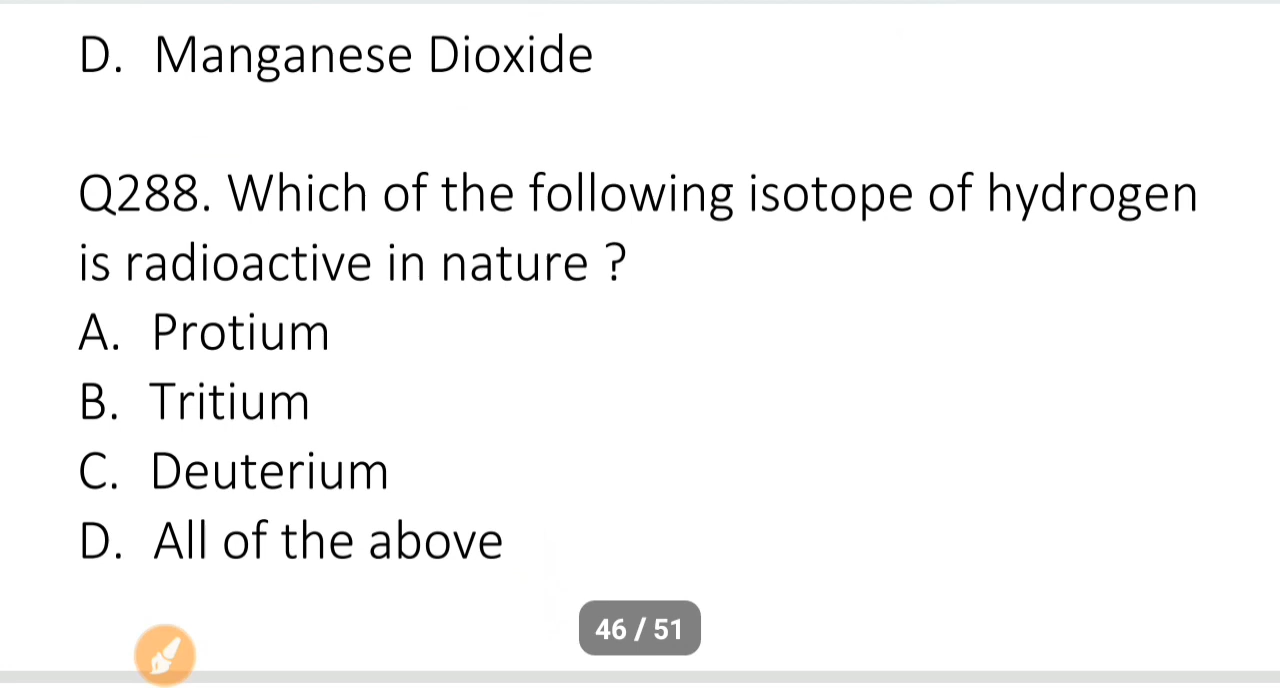 D. Manganese Dioxide
Q288. Which of the following isotope of hydrogen
is radioactive in nature ?
A. Protium
B. Tritium
C. Deuterium
D. All of the above
46 / 51